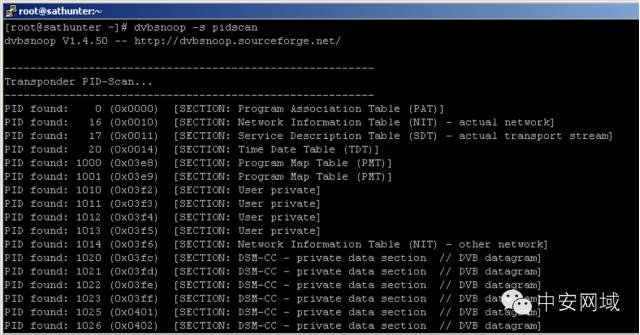 root@sathunter:~
[root@sathunter ~]# dvbsnoop -s pidscan
dvbsnoop V1.4.50 -- http://dvbsnoop.sourceforge.net/
---------------------------------------------------------
Transponder PID-Scan...
---------------------------------------------------------
PID found:    0 (0x0000)  [SECTION: Program Association Table (PAT)]
PID found:   16 (0x0010)  [SECTION: Network Information Table (NIT) - actual network]
PID found:   17 (0x0011)  [SECTION: Service Description Table (SDT) - actual transport stream]
PID found:   20 (0x0014)  [SECTION: Time Date Table (TDT)]
PID found: 1000 (0x03e8)  [SECTION: Program Map Table (PMT)]
PID found: 1001 (0x03e9)  [SECTION: Program Map Table (PMT)]
PID found: 1010 (0x03f2)  [SECTION: User private]
PID found: 1011 (0x03f3)  [SECTION: User private]
PID found: 1012 (0x03f4)  [SECTION: User private]
PID found: 1013 (0x03f5)  [SECTION: User private]
PID found: 1014 (0x03f6)  [SECTION: Network Information Table (NIT) - other network]
PID found: 1020 (0x03fc)  [SECTION: DSM-CC - private data section  // DVB datagram]
PID found: 1021 (0x03fd)  [SECTION: DSM-CC - private data section  // DVB datagram]
PID found: 1022 (0x03fe)  [SECTION: DSM-CC - private data section  // DVB datagram]
PID found: 1023 (0x03ff)  [SECTION: DSM-CC - private data section  // DVB datagram]
PID found: 1025 (0x0401)  [SECTION: DSM-CC - private data section  // DVB datagram]
PID found: 1026 (0x0402)  [SECTION: DSM-CC - private data section  // DVB datagram]
中安网域